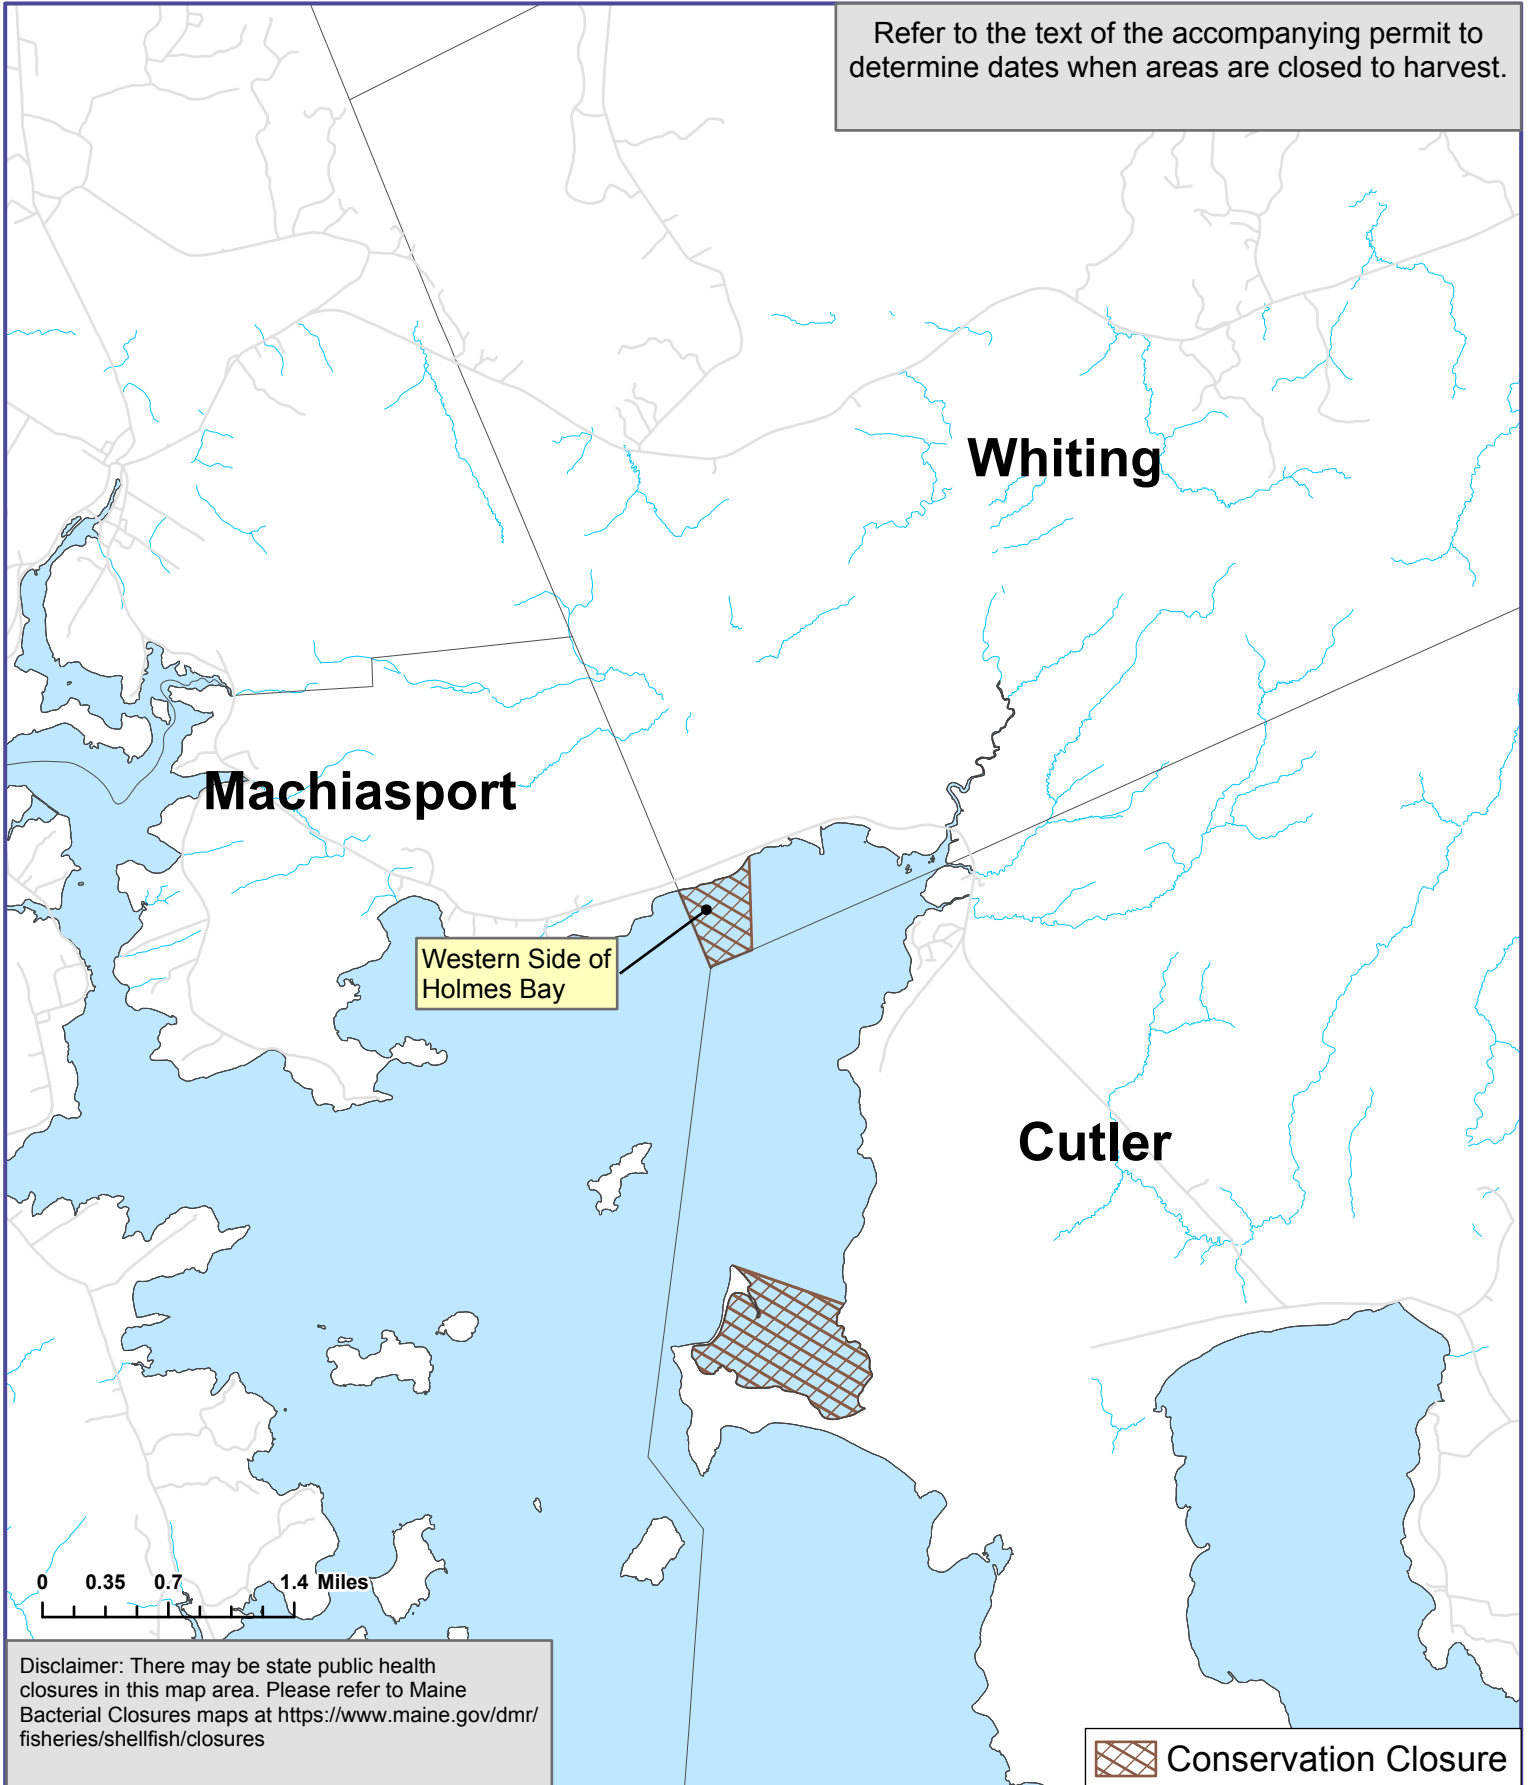 Refer to the text of the accompanying permit to
determine dates when areas are closed to harvest.
Whiting
Machiasport
Western Side of
Holmes Bay
Cutler
0 0.35 0.7 1.4 Miles
Disclaimer: There may be state public health
closures in this map area. Please refer to Maine
Bacterial Closures maps at https://www.maine.gov/dmr/
fisheries/shellfish/closures
Conservation Closure